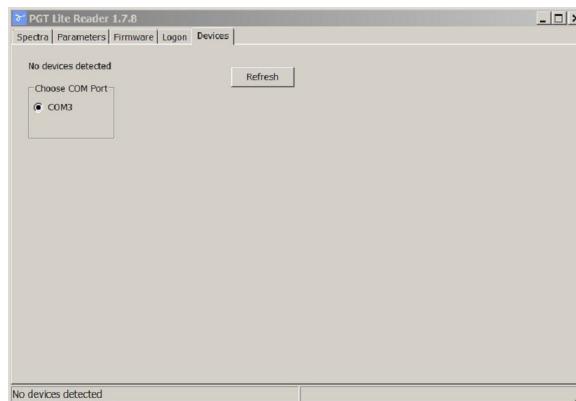 PGT Lite Reader 1.7.8
Spectra Parameters Firmware Logon Devices
No devices detected
Refresh
Choose COM Port
COM3
No devices detected